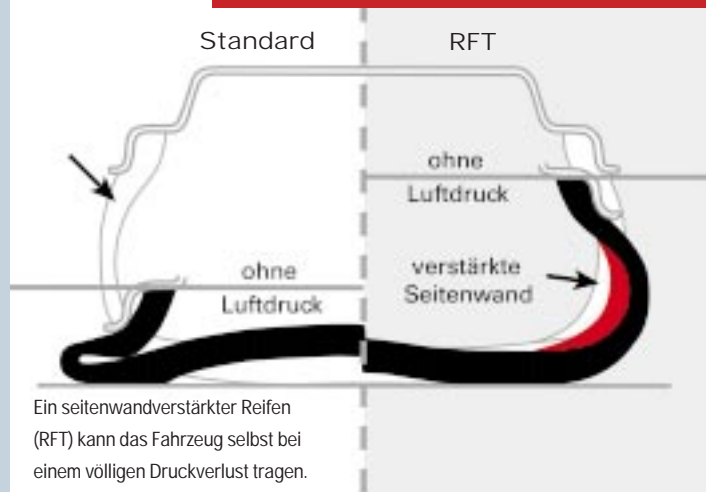 Standard
RFT
ohne
Luftdruck
ohne
Luftdruck
verstärkte
Seitenwand
Ein seitenwandverstärkter Reifen
(RFT) kann das Fahrzeug selbst bei
einem völligen Druckverlust tragen.